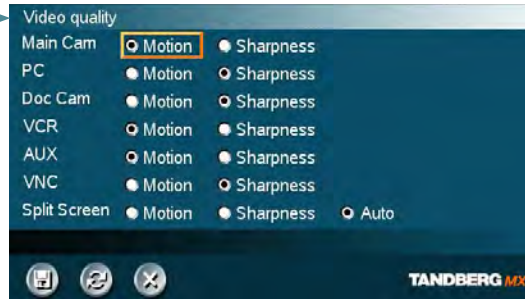 Video quality
Main Cam Motion Sharpness
PC Motion Sharpness
Doc Cam Motion Sharpness
VCR Motion Sharpness
AUX Motion Sharpness
VNC Motion Sharpness
Split Screen Motion Sharpness Auto
TANDBERG MX